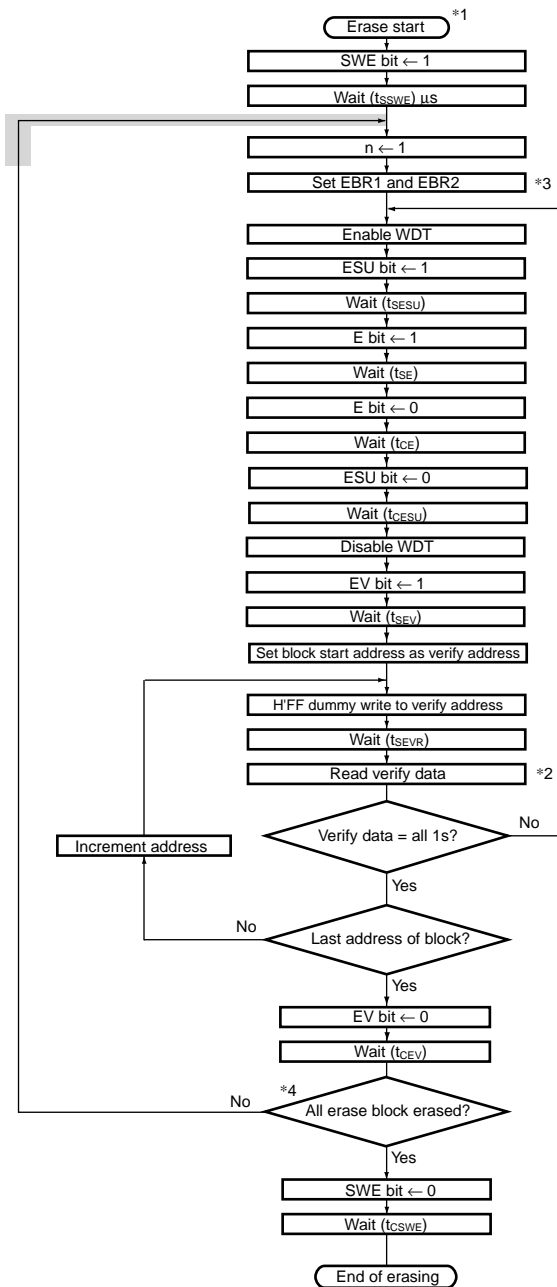 Erase start *1
SWE bit ← 1
Wait (tSSWE) μs
n ← 1
Set EBR1 and EBR2 *3
Enable WDT
ESU bit ← 1
Wait (tSESU)
E bit ← 1
Wait (tSE)
E bit ← 0
Wait (tCE)
ESU bit ← 0
Wait (tCESU)
Disable WDT
EV bit ← 1
Wait (tSEV)
Set block start address as verify address
H'FF dummy write to verify address
Wait (tSEVR)
Read verify data *2
Verify data = all 1s?
No
Increment address
Yes
No
Last address of block?
Yes
EV bit ← 0
Wait (tCEV)
No
*4
All erase block erased?
Yes
SWE bit ← 0
Wait (tCSWE)
End of erasing